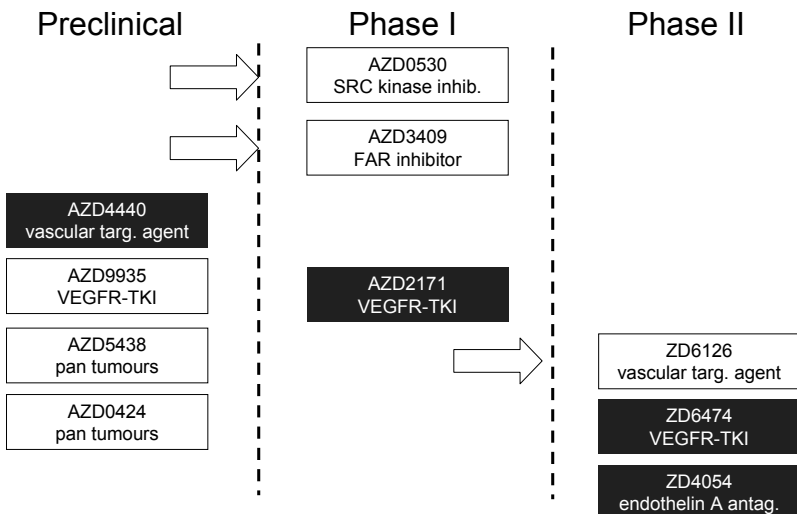 Preclinical
Phase I
Phase II
AZD0530
SRC kinase inhib.
AZD3409
FAR inhibitor
AZD4440
vascular targ. agent
AZD9935
VEGFR-TKI
AZD2171
VEGFR-TKI
AZD5438
pan tumours
ZD6126
vascular targ. agent
AZD0424
pan tumours
ZD6474
VEGFR-TKI
ZD4054
endothelin A antag.